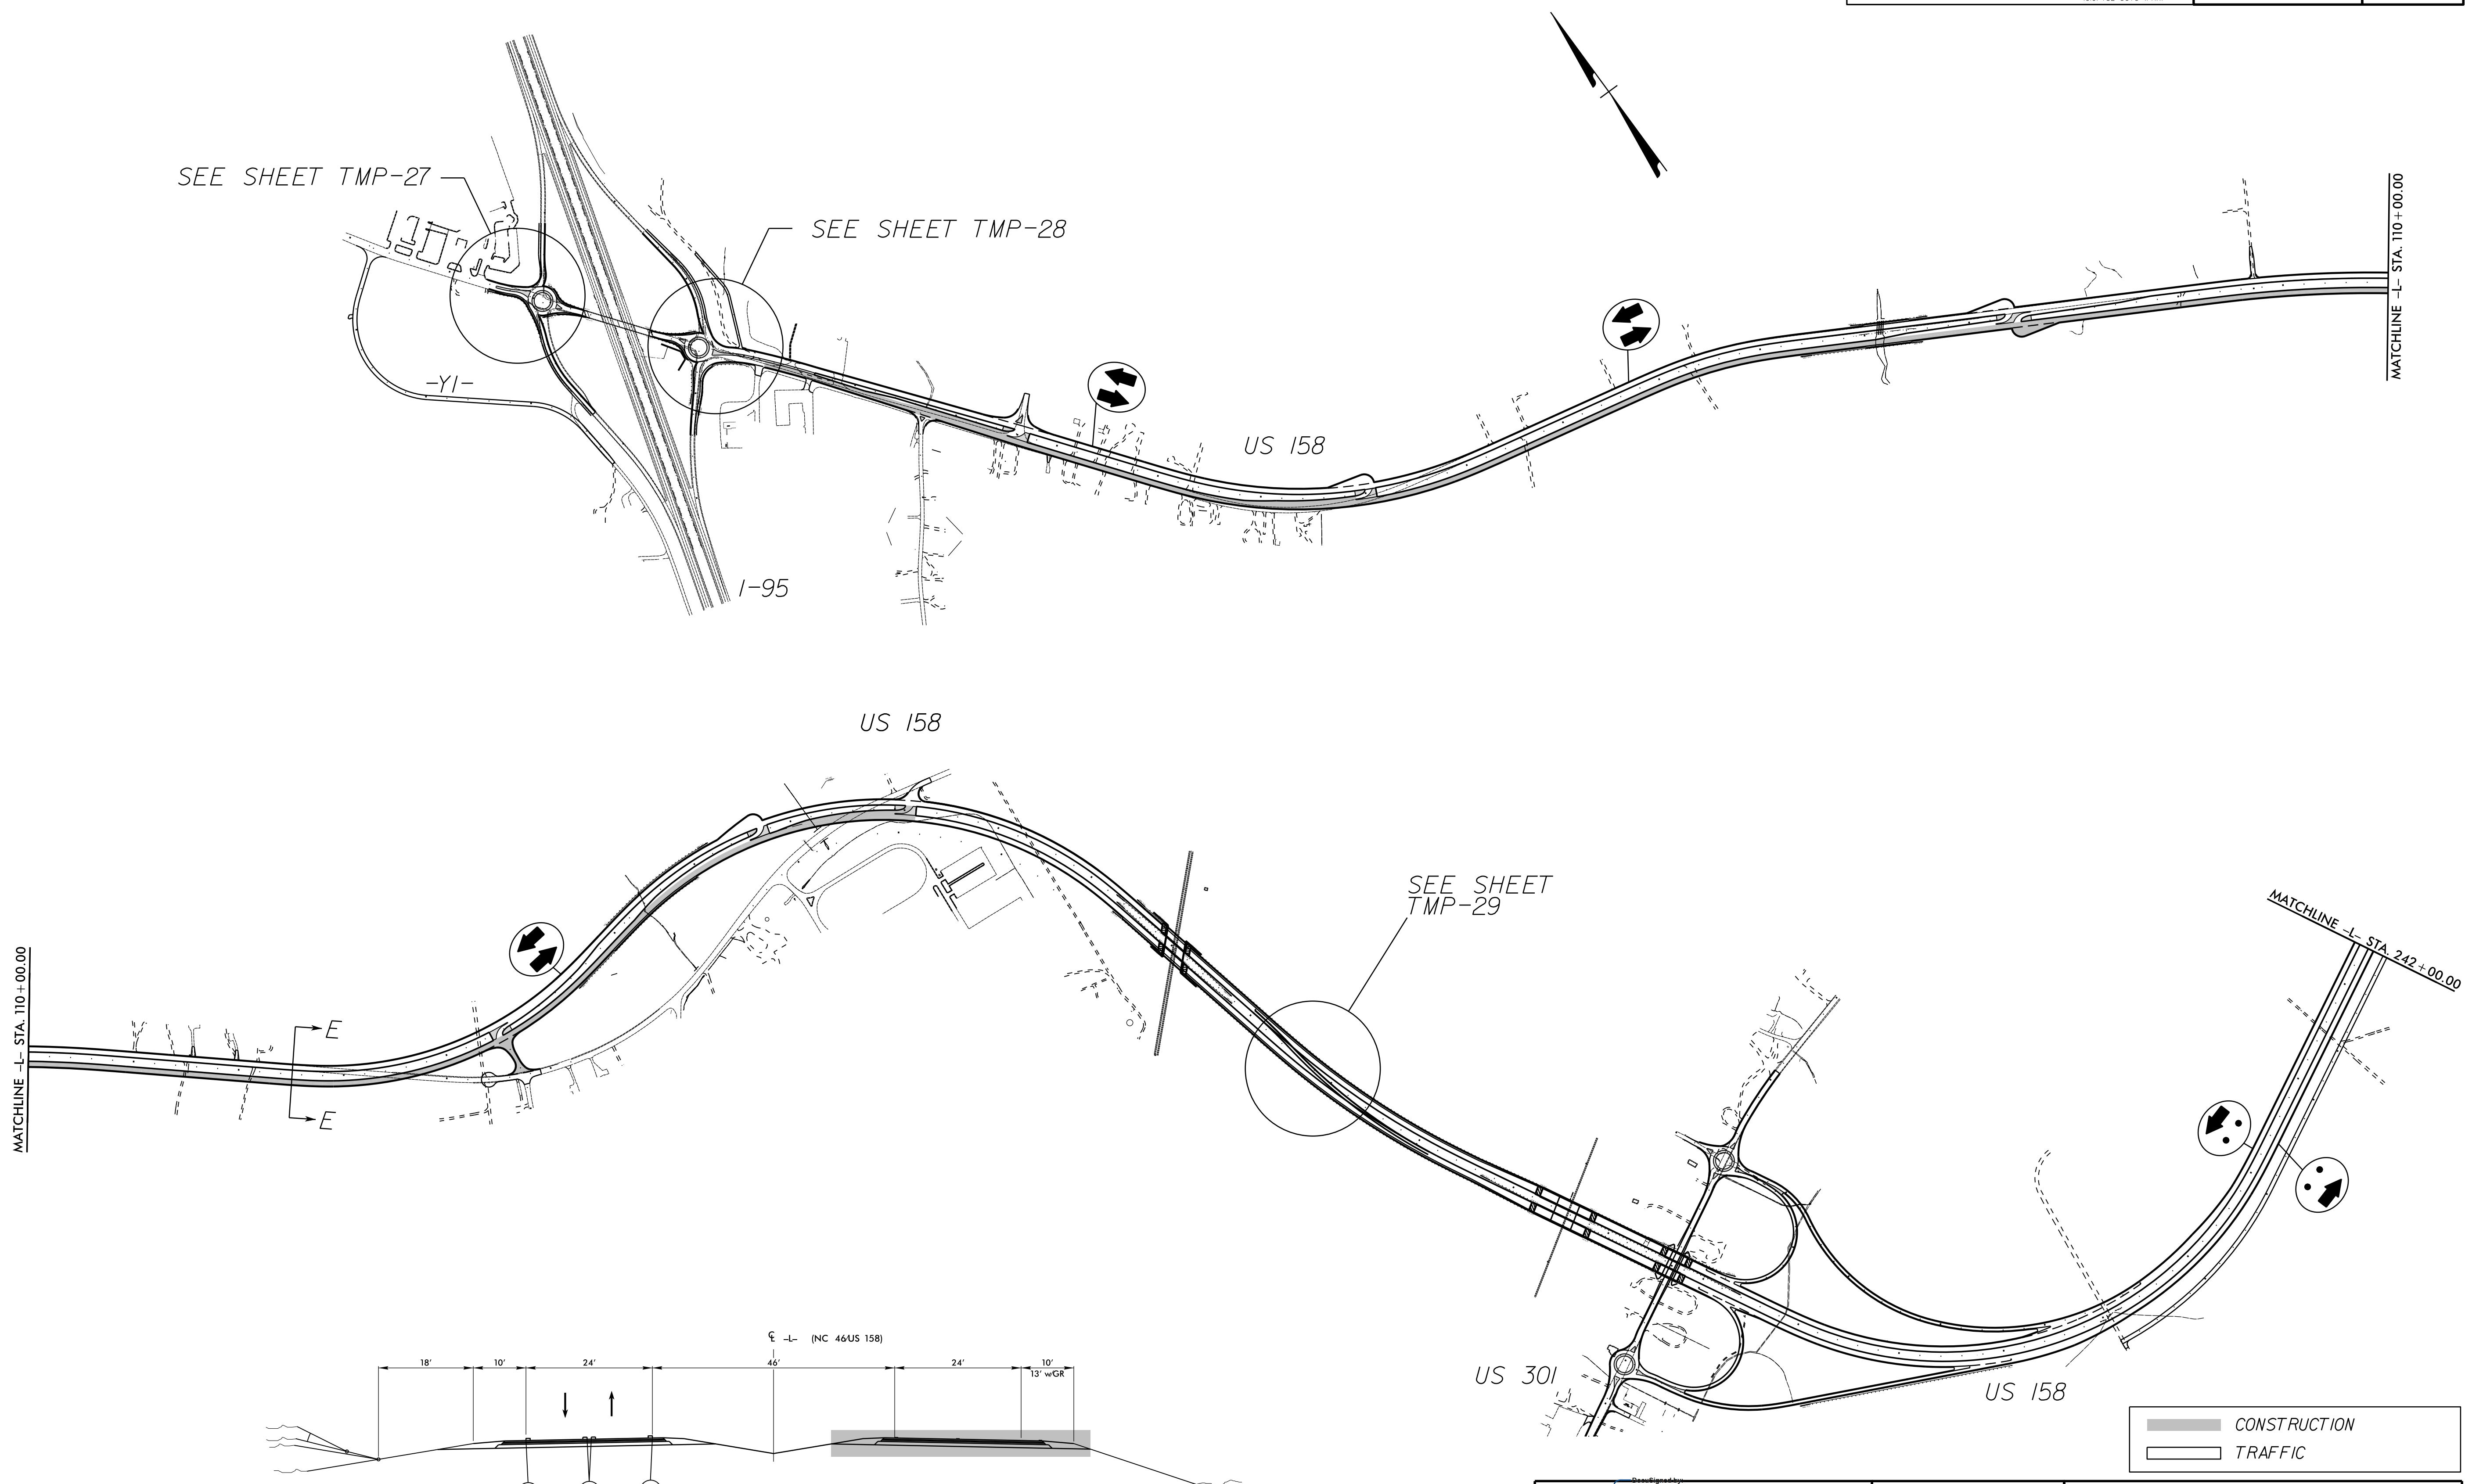 SEE SHEET TMP-27
SEE SHEET TMP-28
-Y1-
US 158
I-95
MATCHLINE -L- STA. 110+00.00
US 158
SEE SHEET
TMP-29
MATCHLINE -L- STA. 242+00.00
MATCHLINE -L- STA. 110+00.00
E
E
US 301
US 158
℄ -L- (NC 46/US 158)
18' 10' 24' 46' 24' 10'
13' w/GR
CONSTRUCTION
TRAFFIC
DocuSigned by: